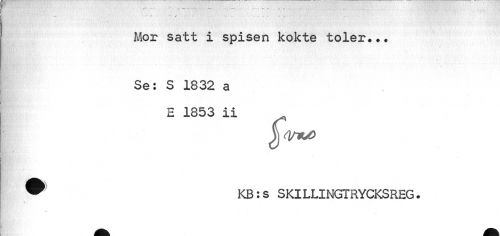 Mor satt i spisen kokte toler...
Se: S 1832 a
E 1853 ii
KB:s SKILLINGTRYCKSREG.